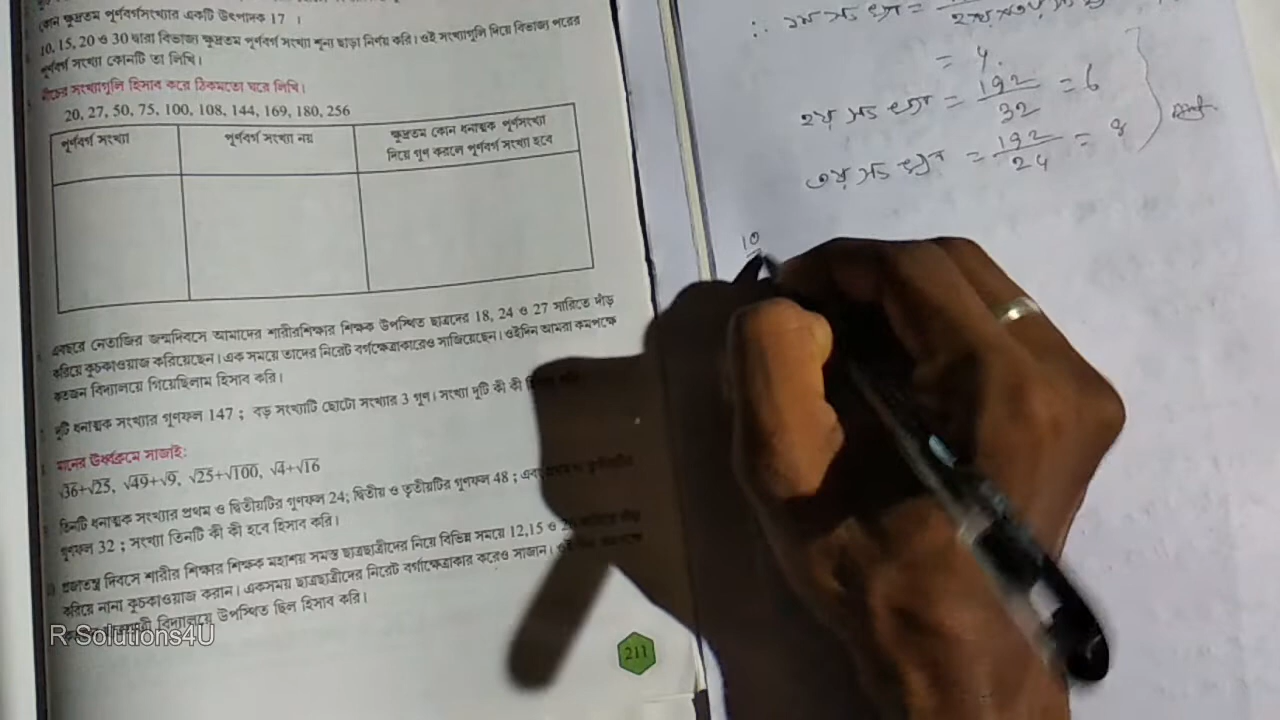 কোন ক্ষুদ্রতম পূর্ণবর্গসংখ্যার একটি উৎপাদক 17 ।
10, 15, 20 ও 30 দ্বারা বিভাজ্য ক্ষুদ্রতম পূর্ণবর্গ সংখ্যা শূন্য ছাড়া নির্ণয় করি। ওই সংখ্যাগুলি দিয়ে বিভাজ্য পরের
পূর্ণবর্গ সংখ্যা কোনটি তা লিখি।
নীচের সংখ্যাগুলি হিসাব করে ঠিকমতো ঘরে লিখি।
20, 27, 50, 75, 100, 108, 144, 169, 180, 256
পূর্ণবর্গ সংখ্যা
পূর্ণবর্গ সংখ্যা নয়
ক্ষুদ্রতম কোন ধনাত্মক পূর্ণসংখ্যা
দিয়ে গুণ করলে পূর্ণবর্গ সংখ্যা হবে
এবছরে নেতাজির জন্মদিবসে আমাদের শারীরশিক্ষার শিক্ষক উপস্থিত ছাত্রদের 18, 24 ও 27 সারিতে দাঁড়
করিয়ে কুচকাওয়াজ করিয়েছেন। এক সময়ে তাদের নিরেট বর্গক্ষেত্রাকারেও সাজিয়েছেন। ওইদিন আমরা কমপক্ষে
কতজন বিদ্যালয়ে গিয়েছিলাম হিসাব করি।
দুটি ধনাত্মক সংখ্যার গুণফল 147 ; বড় সংখ্যাটি ছোটো সংখ্যার 3 গুণ। সংখ্যা দুটি কী কী
মানের ঊর্ধ্বক্রমে সাজাই:
√36+√25, √49+√9, √25+√100, √4+√16
তিনটি ধনাত্মক সংখ্যার প্রথম ও দ্বিতীয়টির গুণফল 24; দ্বিতীয় ও তৃতীয়টির গুণফল 48 ; এবং
গুণফল 32 ; সংখ্যা তিনটি কী কী হবে হিসাব করি।
প্রজাতন্ত্র দিবসে শারীর শিক্ষার শিক্ষক মহাশয় সমস্ত ছাত্রছাত্রীদের নিয়ে বিভিন্ন সময়ে 12,15 ও
করিয়ে নানা কুচকাওয়াজ করান। একসময় ছাত্রছাত্রীদের নিরেট বর্গাক্ষেত্রাকার করেও সাজান।
বিদ্যালয়ে উপস্থিত ছিল হিসাব করি।
R Solutions4U
211
= 4.
২য় সংখ্যা = 192/32 = 6
৩য় সংখ্যা = 192/24 = 8
10